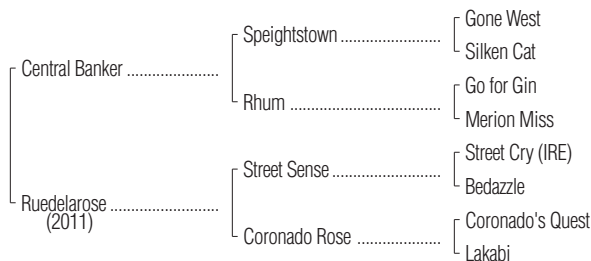 Gone West
Speightstown ......................
Silken Cat
Central Banker ....................
Go for Gin
Rhum ..................................
Merion Miss
Street Cry (IRE)
Street Sense ........................
Bedazzle
Ruedelarose ........................
(2011)
Coronado's Quest
Coronado Rose ..................
Lakabi